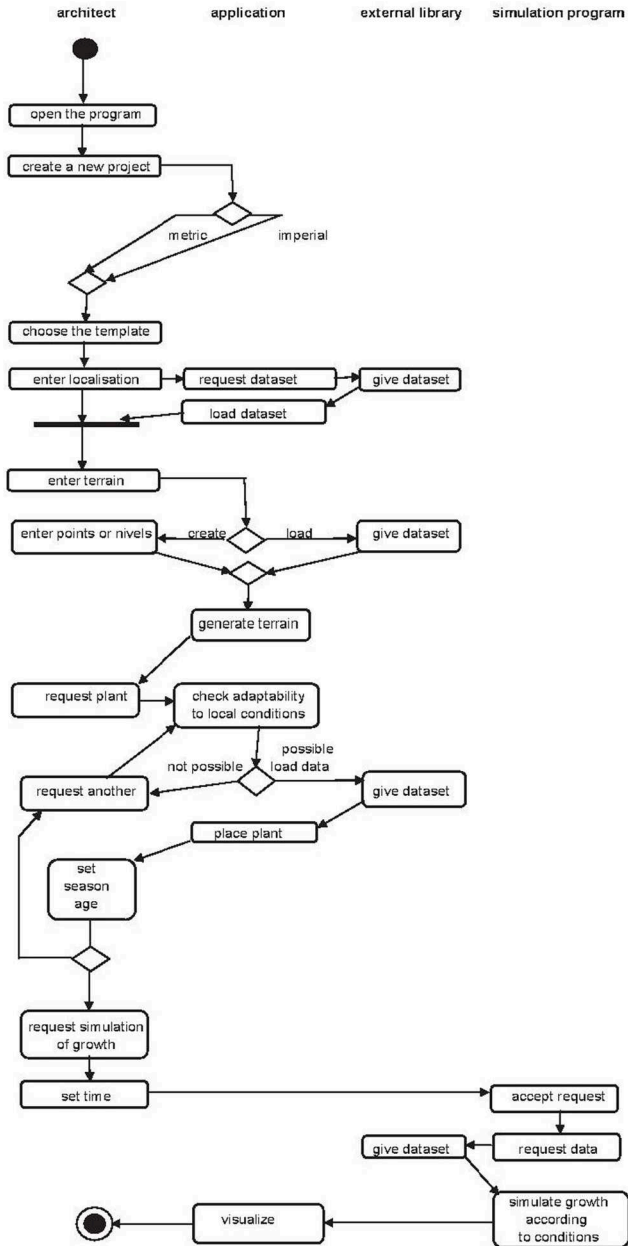 architect application external library simulation program
open the program
create a new project
metric imperial
choose the template
enter localisation request dataset give dataset
load dataset
enter terrain
enter points or nivels create load give dataset
generate terrain
request plant check adaptability
to local conditions
possible
not possible load data
request another give dataset
place plant
set
season
age
request simulation
of growth
set time accept request
give dataset request data
visualize simulate growth
according
to conditions